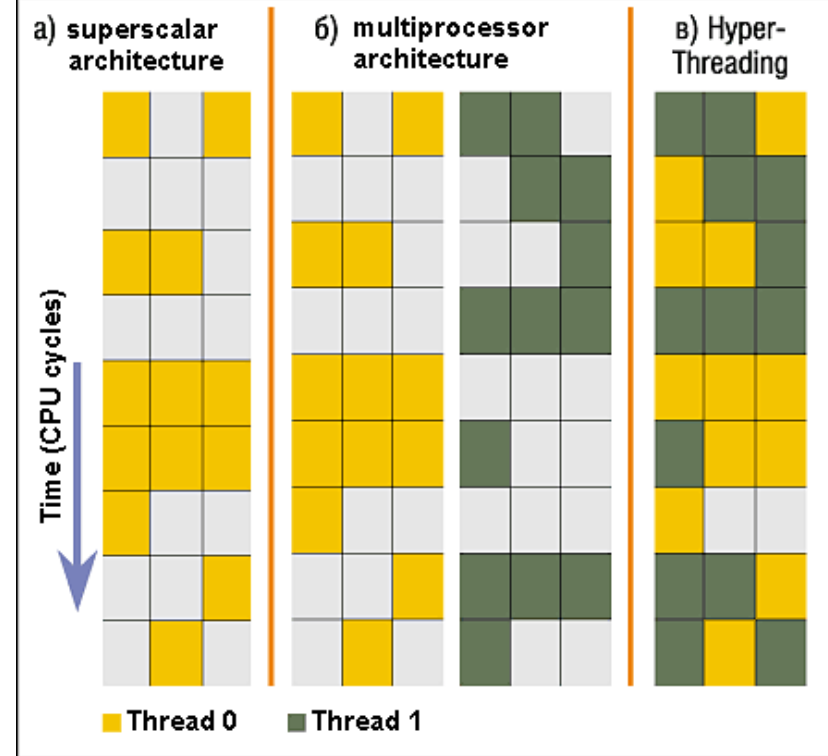 а) superscalar
architecture
б) multiprocessor
architecture
в) Hyper-
Threading
Time (CPU cycles)
Thread 0
Thread 1